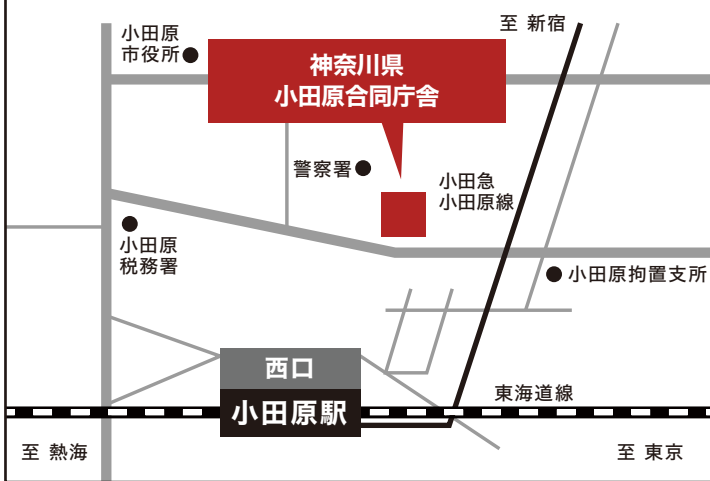 至 新宿
小田原
市役所
神奈川県
小田原合同庁舎
警察署
小田急
小田原線
小田原
税務署
小田原拘置支所
西口
小田原駅
東海道線
至 熱海
至 東京